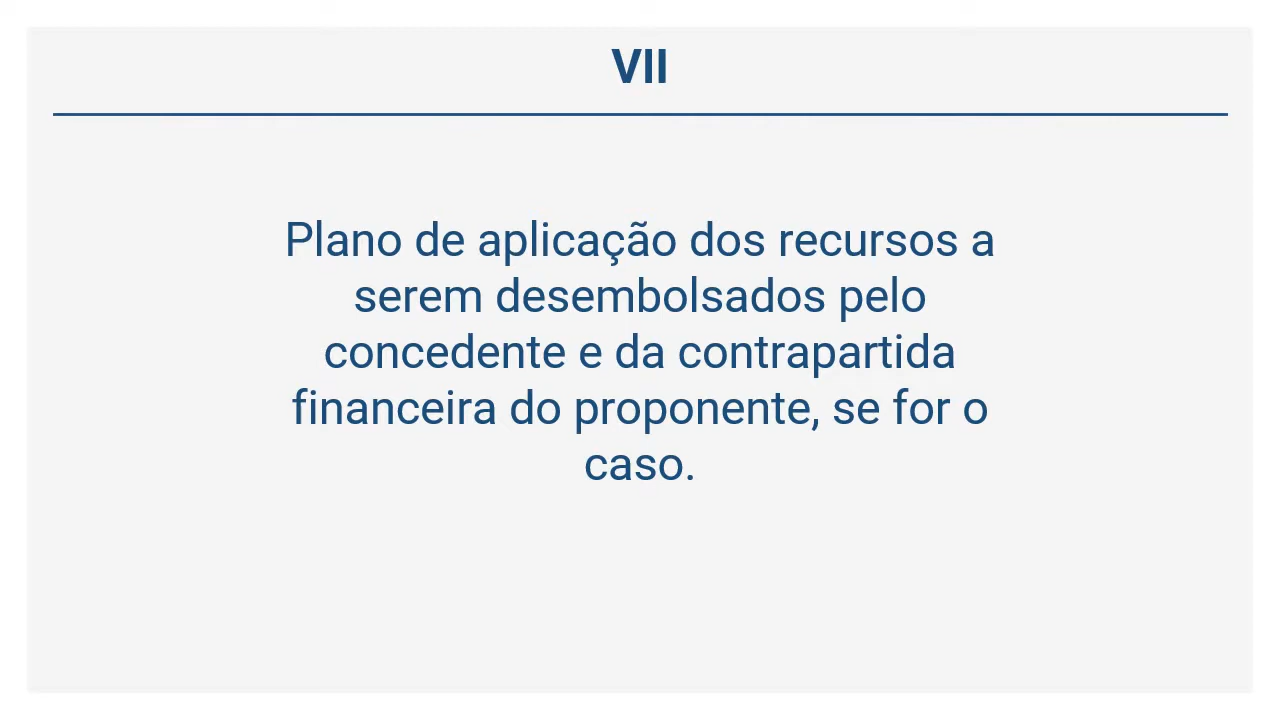 VII
Plano de aplicação dos recursos a
serem desembolsados pelo
concedente e da contrapartida
financeira do proponente, se for o
caso.